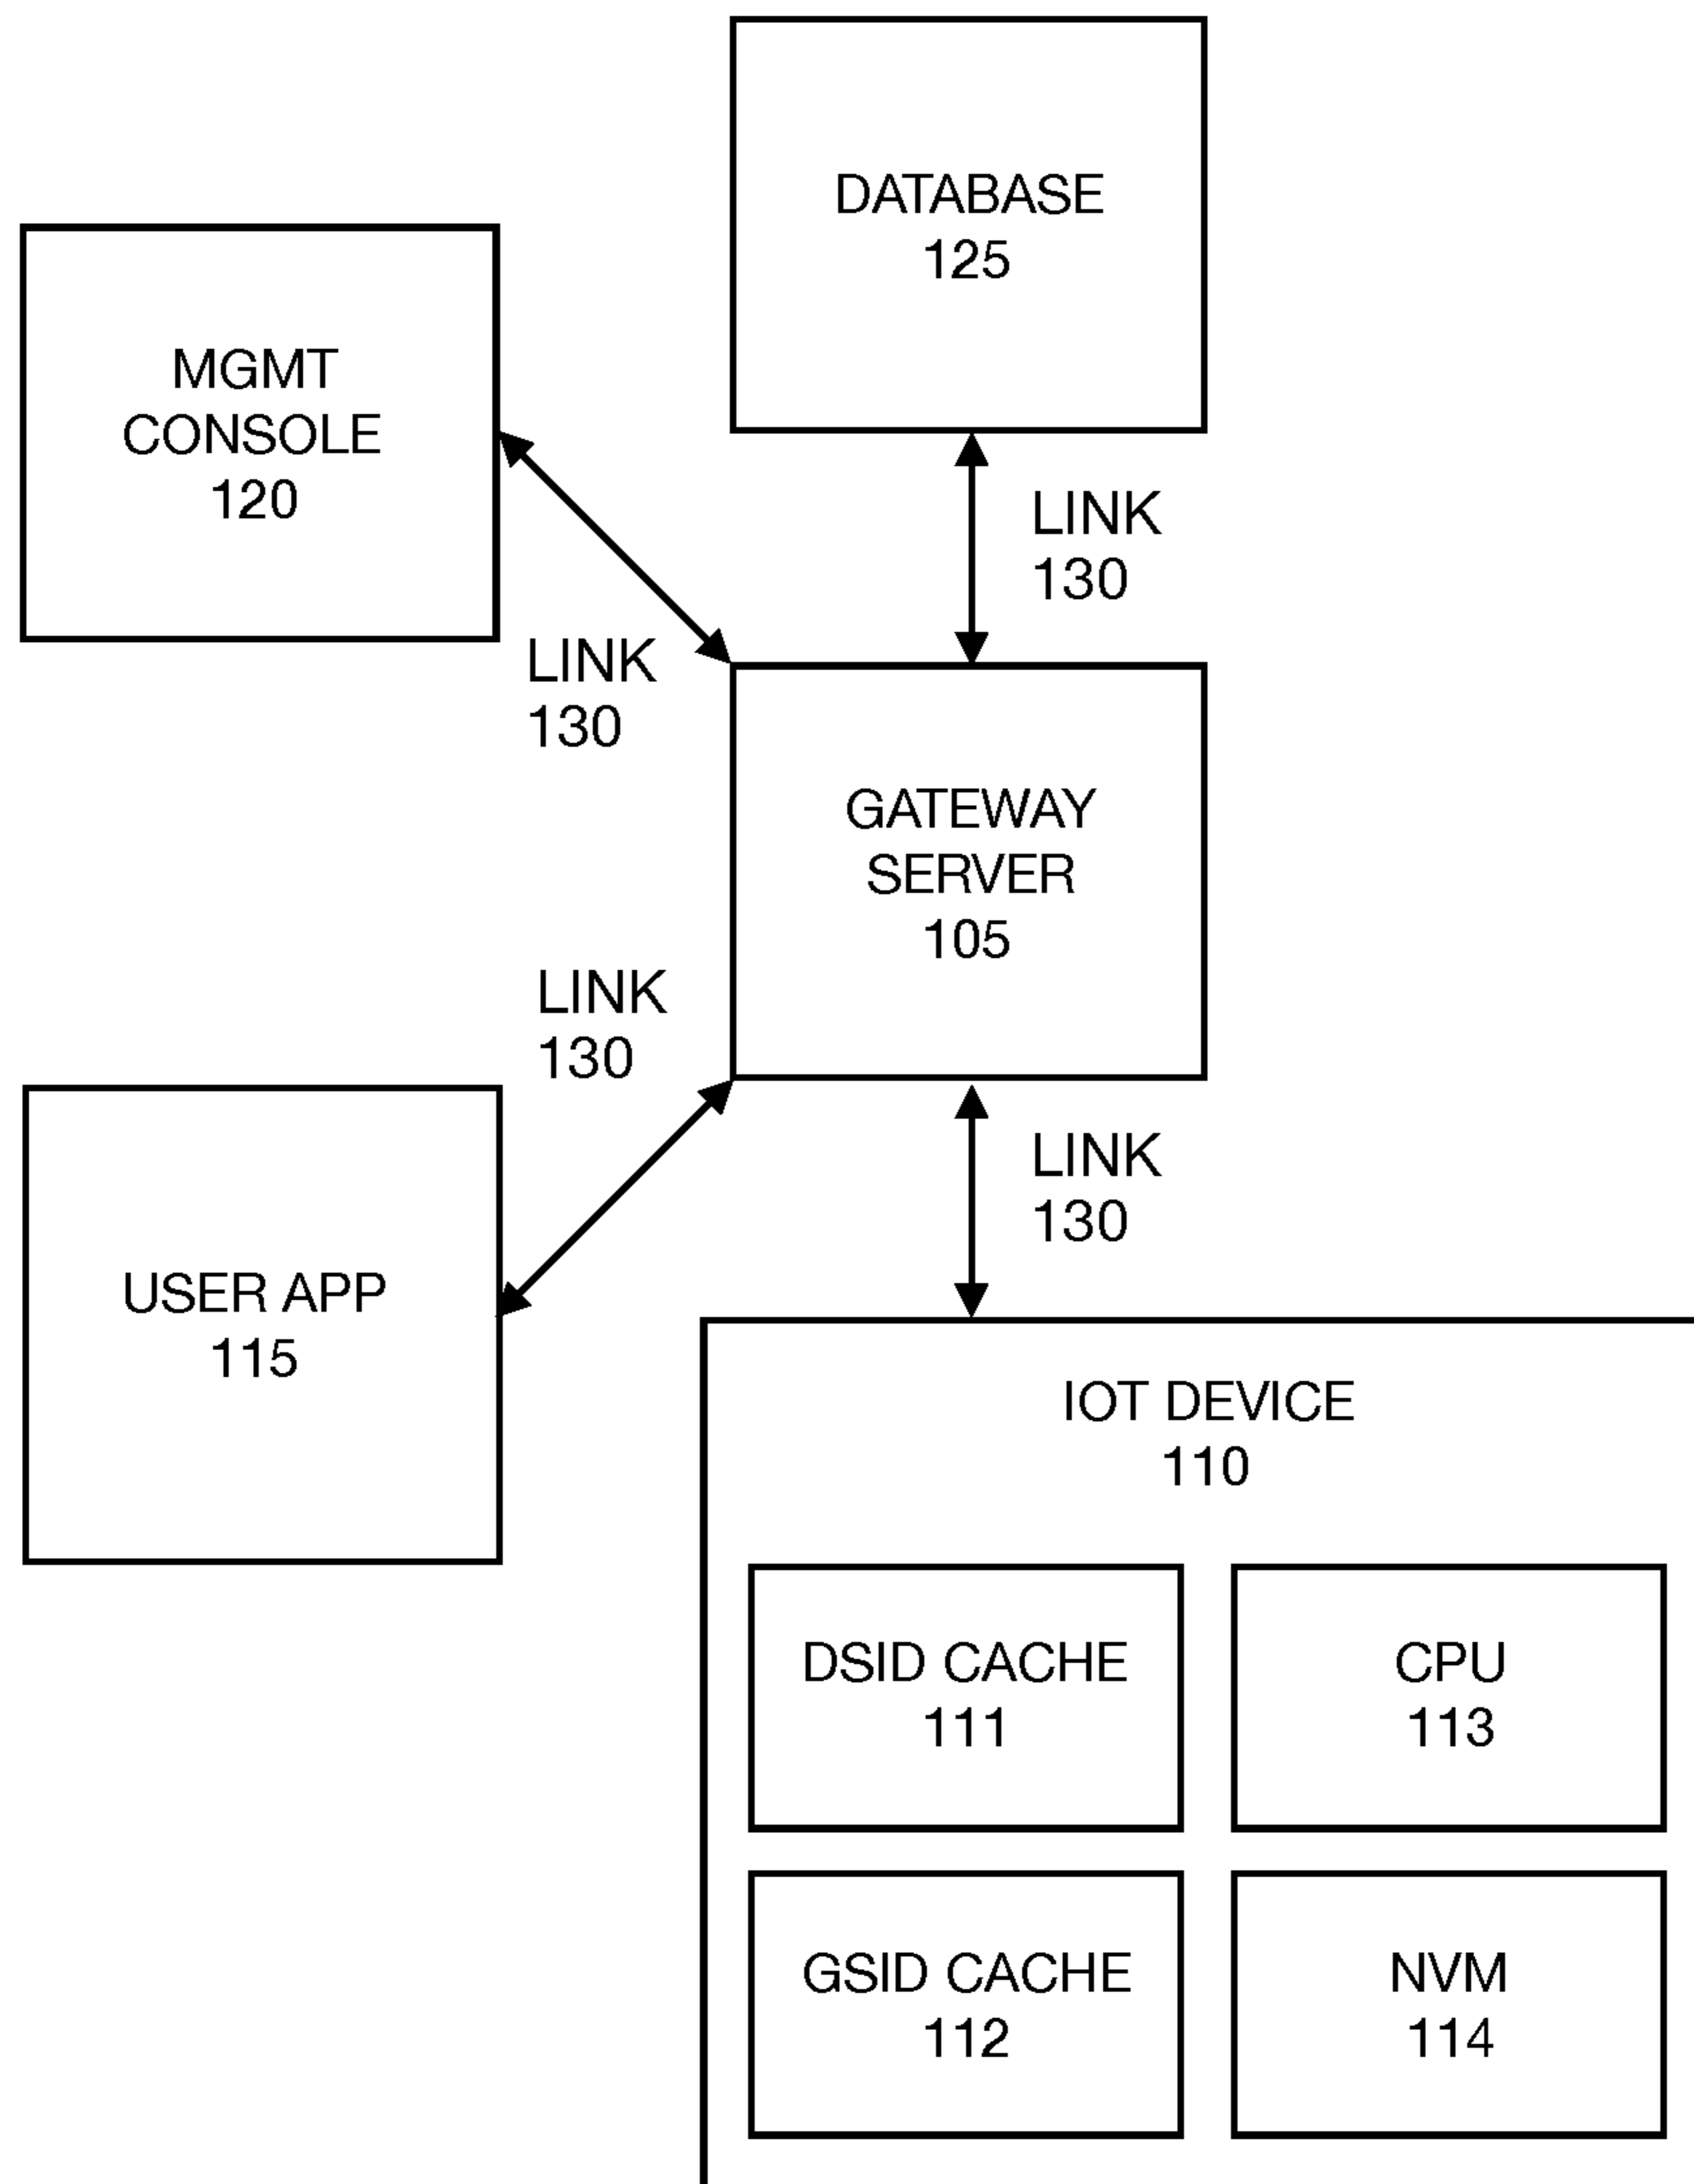 DATABASE
125
MGMT
CONSOLE
120
LINK
130
LINK
130
GATEWAY
SERVER
105
LINK
130
LINK
130
USER APP
115
IOT DEVICE
110
DSID CACHE
111
CPU
113
GSID CACHE
112
NVM
114